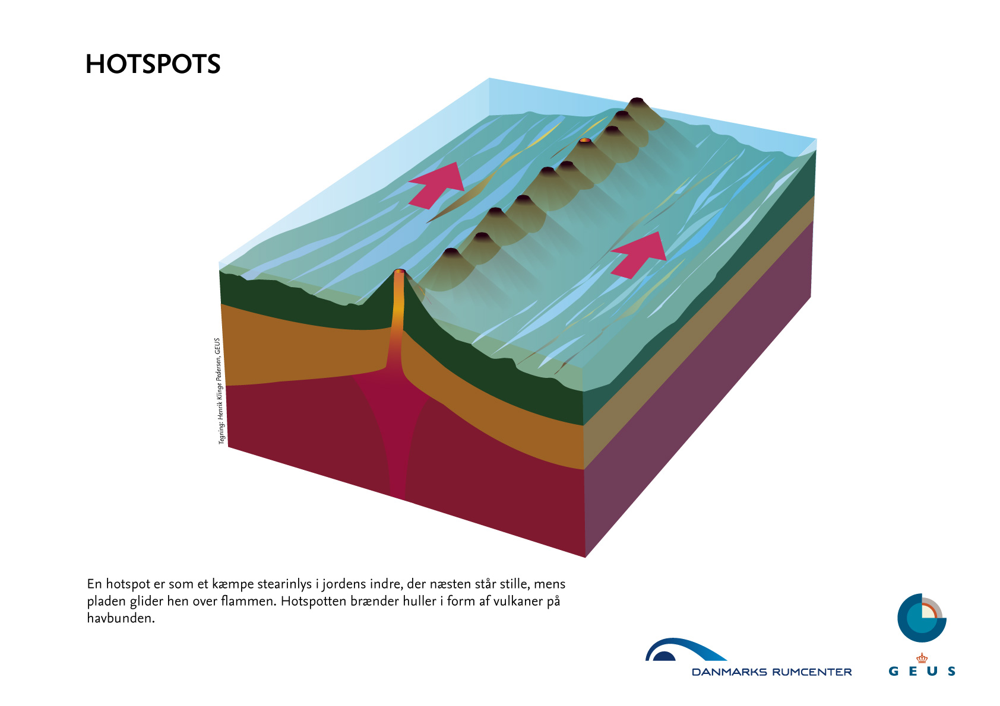 HOTSPOTS
Tegning: Henrik Klinge Pedersen, GEUS
En hotspot er som et kæmpe stearinlys i jordens indre, der næsten står stille, mens
pladen glider hen over flammen. Hotspotten brænder huller i form af vulkaner på
havbunden.
DANMARKS RUMCENTER
GEUS